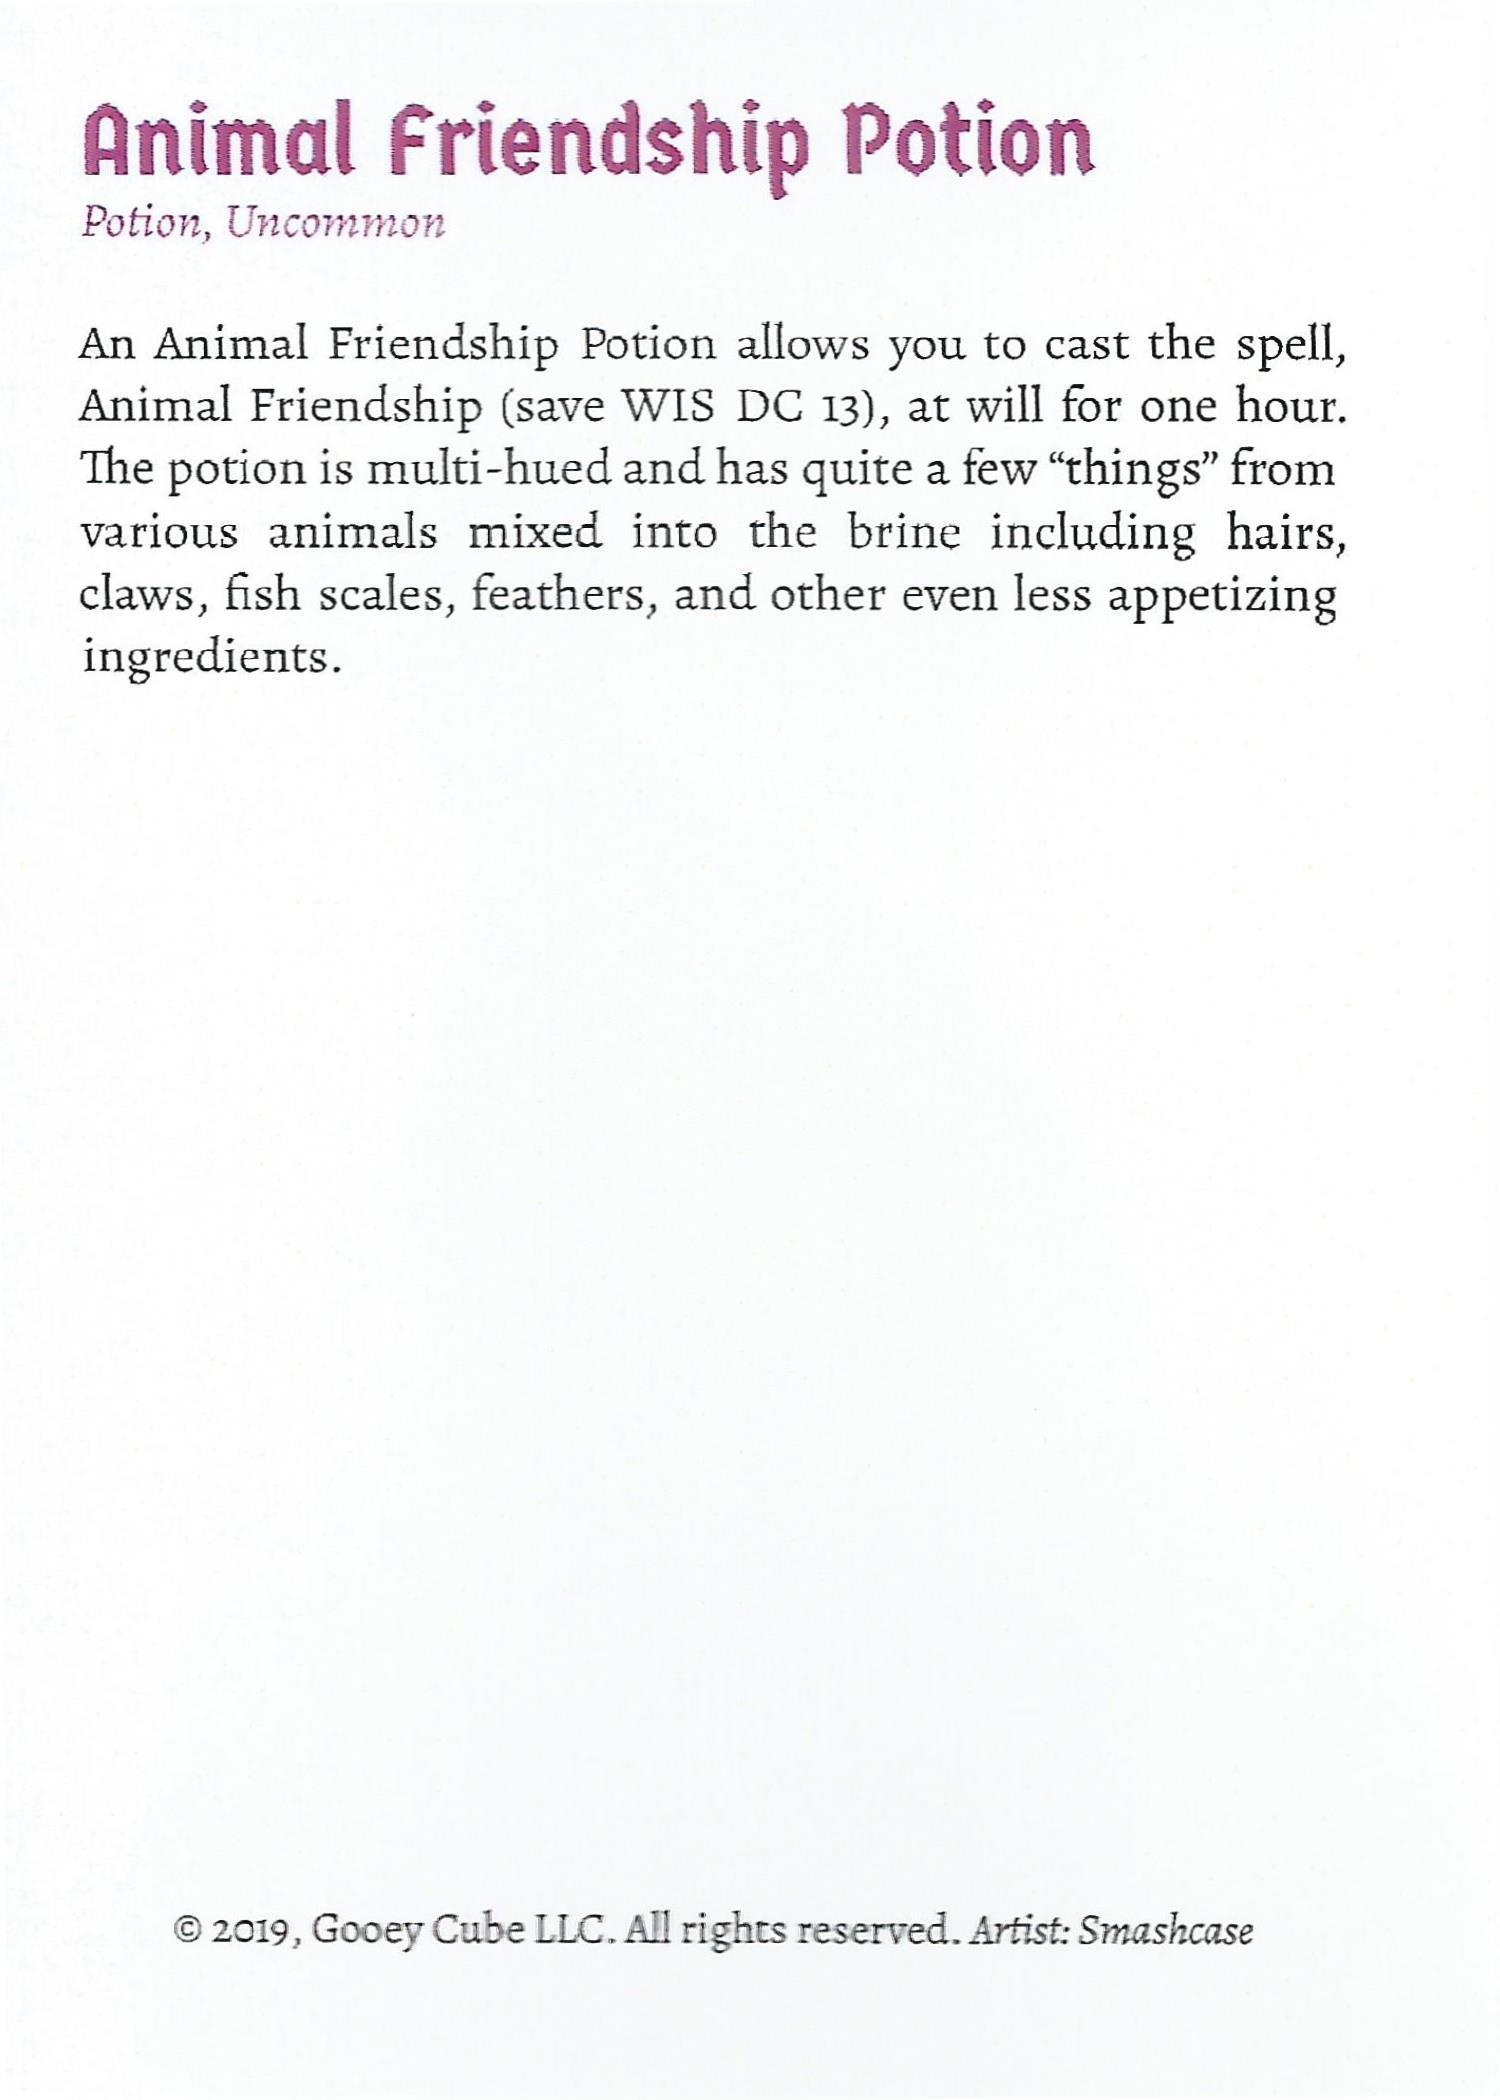 Animal Friendship Potion
Potion, Uncommon
An Animal Friendship Potion allows you to cast the spell,
Animal Friendship (save WIS DC 13), at will for one hour.
The potion is multi-hued and has quite a few “things” from
various animals mixed into the brine including hairs,
claws, fish scales, feathers, and other even less appetizing
ingredients.
© 2019, Gooey Cube LLC. All rights reserved. Artist: Smashcase